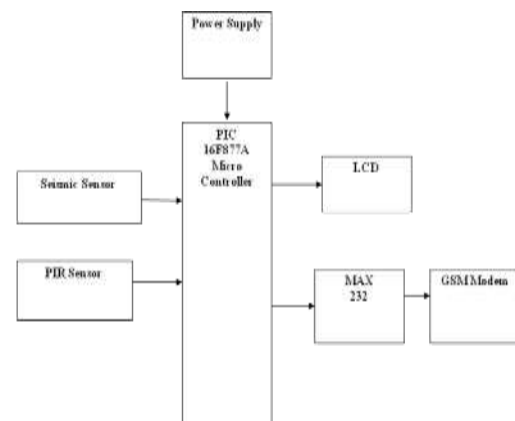 Power Supply
PIC
16F877A
Micro
Controller
LCD
Seismic Sensor
PIR Sensor
MAX
232
GSM Modem